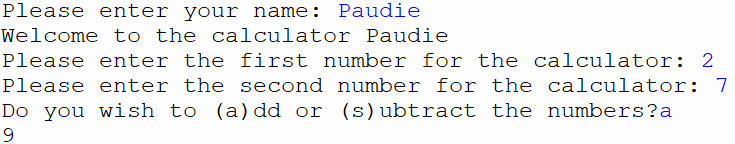 Please enter your name: Paudie
Welcome to the calculator Paudie
Please enter the first number for the calculator: 2
Please enter the second number for the calculator: 7
Do you wish to (a)dd or (s)ubtract the numbers?a
9